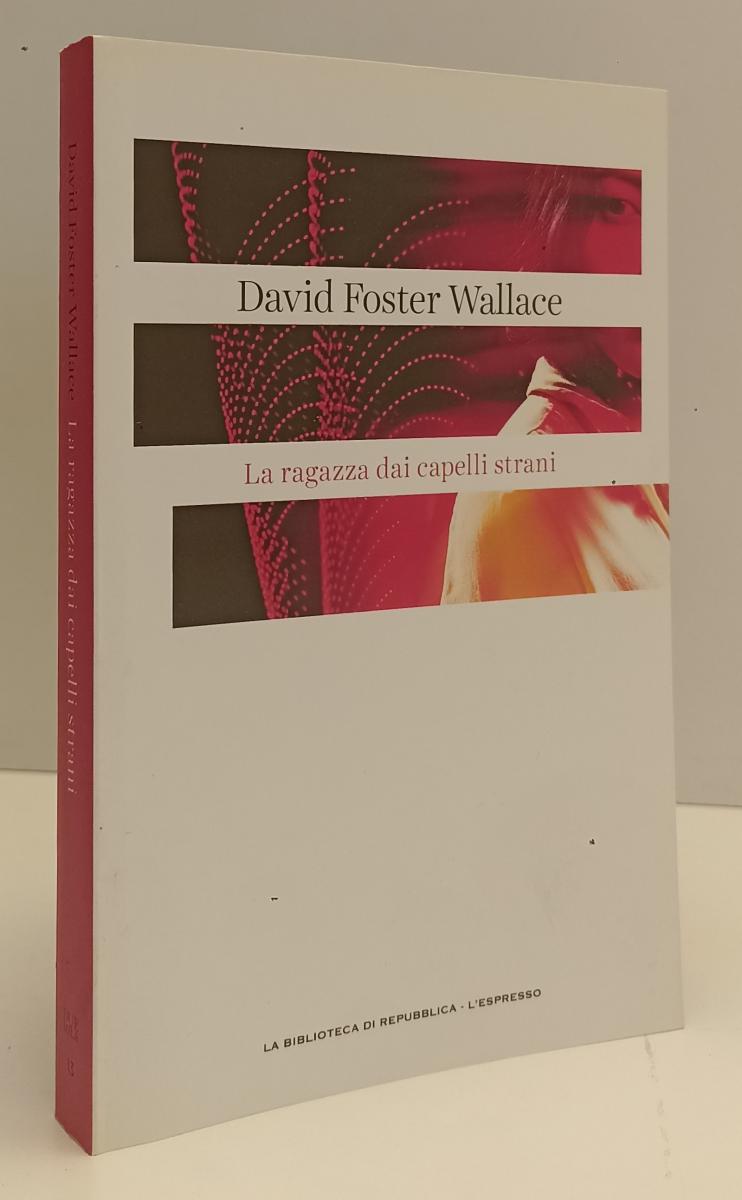 David Foster Wallace
La ragazza dai capelli strani
LA BIBLIOTECA DI REPUBBLICA - L'ESPRESSO
David Foster Wallace La ragazza dai capelli strani